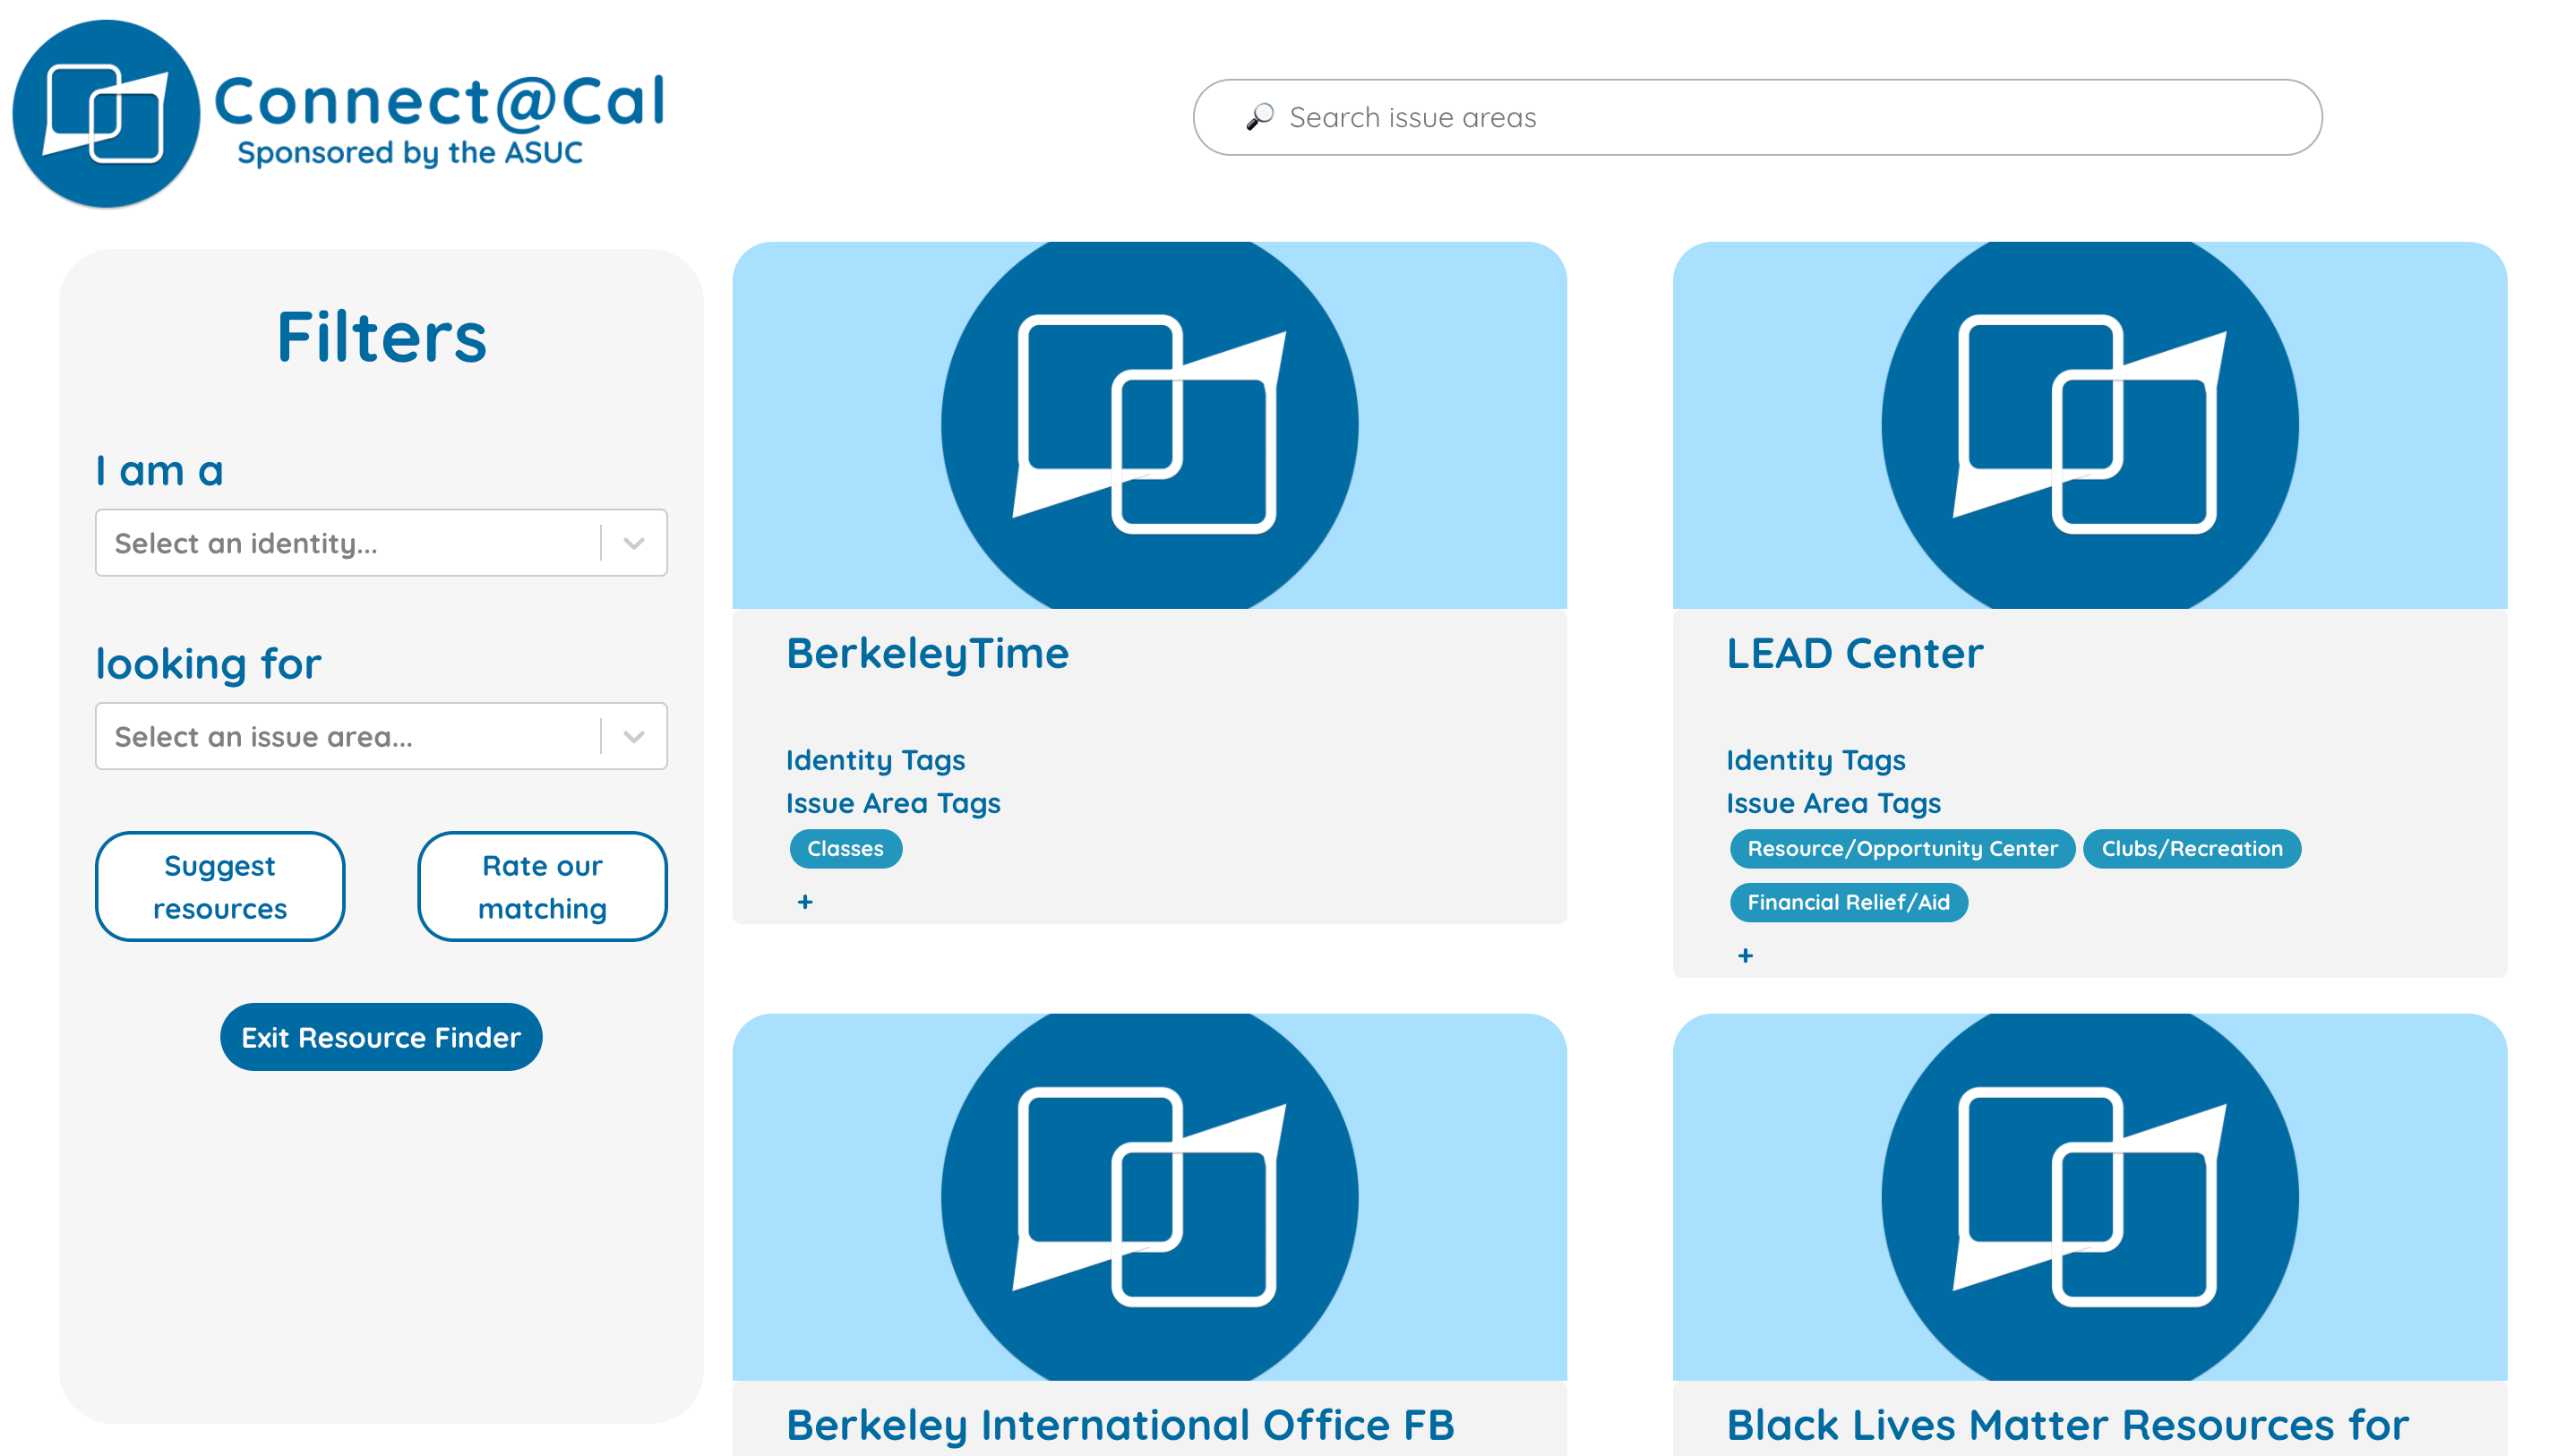 Connect@Cal
Sponsored by the ASUC
Search issue areas
Filters
I am a
Select an identity...
looking for
Select an issue area...
Suggest
resources
Rate our
matching
Exit Resource Finder
BerkeleyTime
Identity Tags
Issue Area Tags
Classes
+
LEAD Center
Identity Tags
Issue Area Tags
Resource/Opportunity Center Clubs/Recreation
Financial Relief/Aid
+
Berkeley International Office FB
Black Lives Matter Resources for